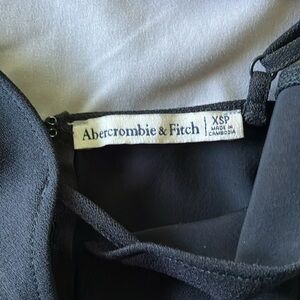 Abercrombie & Fitch
XSP
MADE IN
CAMBODIA